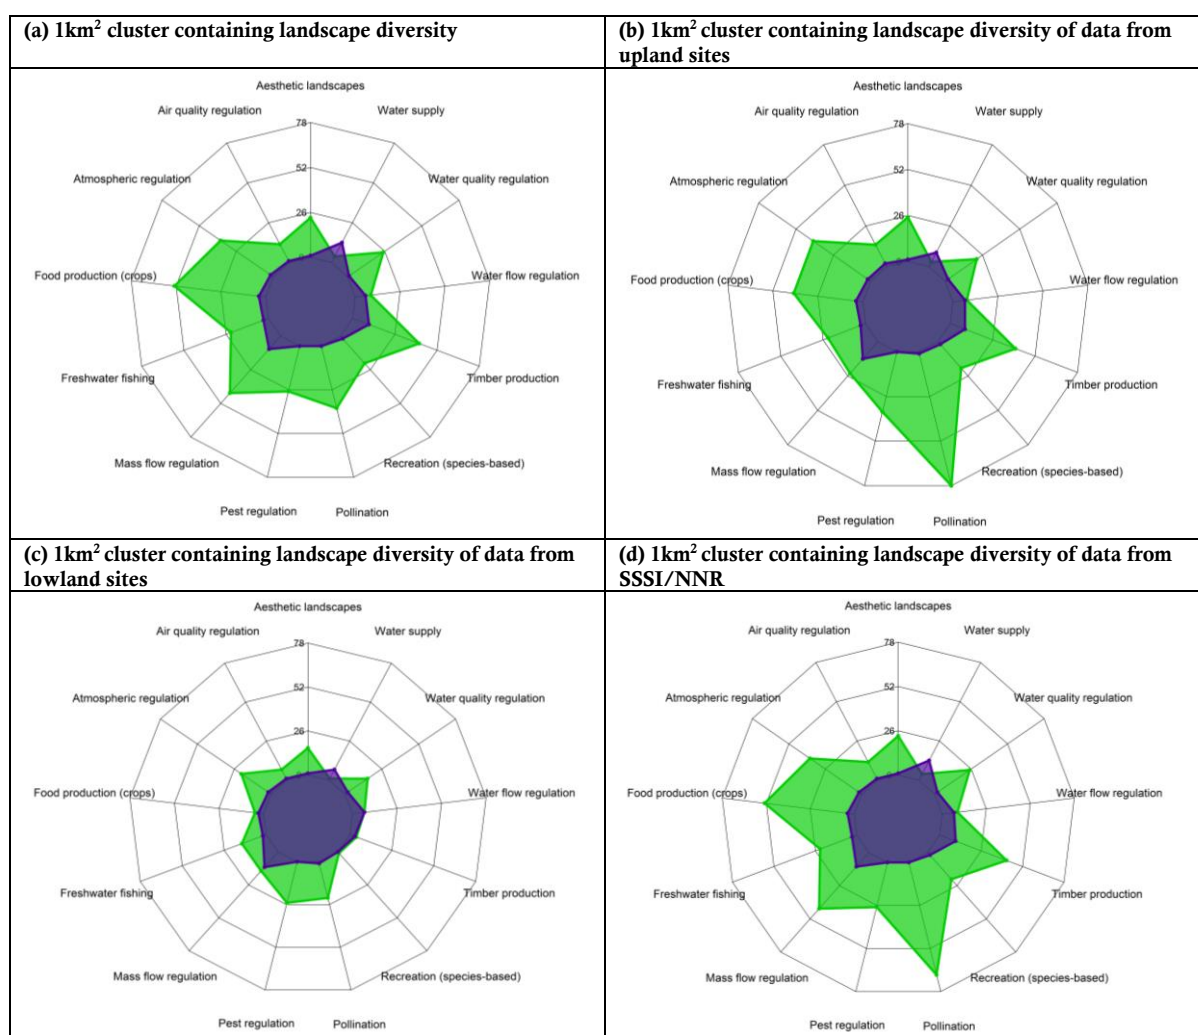 (a) 1km² cluster containing landscape diversity
(b) 1km² cluster containing landscape diversity of data from
upland sites
Aesthetic landscapes
Air quality regulation
Water supply
78
Atmospheric regulation
52
Water quality regulation
26
Food production (crops)
Water flow regulation
Freshwater fishing
Timber production
Mass flow regulation
Recreation (species-based)
Pest regulation
Pollination
Aesthetic landscapes
Air quality regulation
Water supply
78
Atmospheric regulation
52
Water quality regulation
26
Food production (crops)
Water flow regulation
Freshwater fishing
Timber production
Mass flow regulation
Recreation (species-based)
Pest regulation
Pollination
(c) 1km² cluster containing landscape diversity of data from
lowland sites
(d) 1km² cluster containing landscape diversity of data from
SSSI/NNR
Aesthetic landscapes
Air quality regulation
Water supply
78
Atmospheric regulation
52
Water quality regulation
26
Food production (crops)
Water flow regulation
Freshwater fishing
Timber production
Mass flow regulation
Recreation (species-based)
Pest regulation
Pollination
Aesthetic landscapes
Air quality regulation
Water supply
78
Atmospheric regulation
52
Water quality regulation
26
Food production (crops)
Water flow regulation
Freshwater fishing
Timber production
Mass flow regulation
Recreation (species-based)
Pest regulation
Pollination